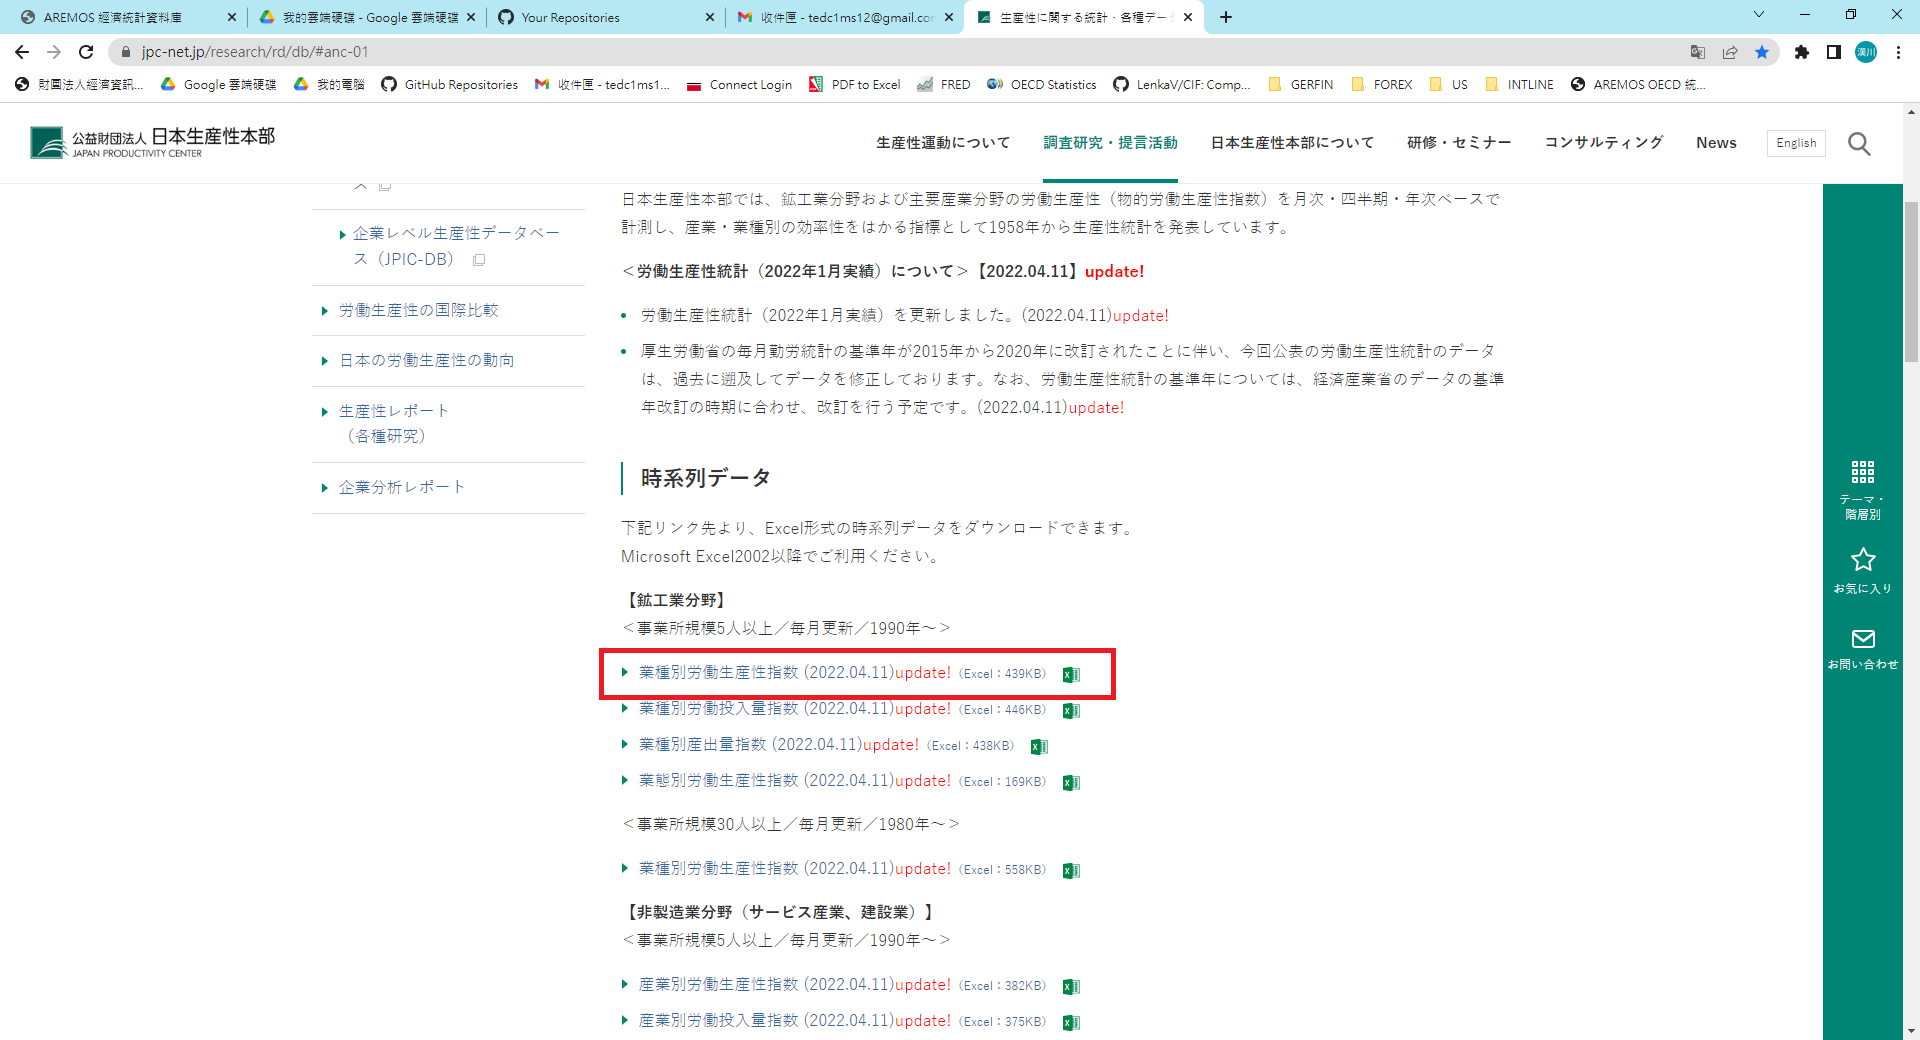 AREMOS 經濟統計資料庫
我的雲端硬碟 - Google 雲端硬碟
Your Repositories
收件匣 - tedc1ms12@gmail.cor
生産性に関する統計・各種デー
jpc-net.jp/research/rd/db/#anc-01
漢川
財團法人經濟資訊...
Google 雲端硬碟
我的電腦
GitHub Repositories
收件匣 - tedc1ms1...
Connect Login
PDF to Excel
FRED
OECD Statistics
LenkaV/CIF: Comp...
GERFIN
FOREX
US
INTLINE
AREMOS OECD 統...
公益財団法人 日本生産性本部
JAPAN PRODUCTIVITY CENTER
生産性運動について
調査研究・提言活動
日本生産性本部について
研修・セミナー
コンサルティング
News
English
ス
企業レベル生産性データベー
ス（JPIC-DB）
労働生産性の国際比較
日本の労働生産性の動向
生産性レポート
（各種研究）
企業分析レポート
日本生産性本部では、鉱工業分野および主要産業分野の労働生産性（物的労働生産性指数）を月次・四半期・年次ベースで
計測し、産業・業種別の効率性をはかる指標として1958年から生産性統計を発表しています。
＜労働生産性統計（2022年1月実績）について＞【2022.04.11】update!
労働生産性統計（2022年1月実績）を更新しました。(2022.04.11)update!
厚生労働省の毎月勤労統計の基準年が2015年から2020年に改訂されたことに伴い、今回公表の労働生産性統計のデータ
は、過去に遡及してデータを修正しております。なお、労働生産性統計の基準年については、経済産業省のデータの基準
年改訂の時期に合わせ、改訂を行う予定です。(2022.04.11)update!
時系列データ
下記リンク先より、Excel形式の時系列データをダウンロードできます。
Microsoft Excel2002以降でご利用ください。
【鉱工業分野】
＜事業所規模5人以上／毎月更新／1990年～＞
業種別労働生産性指数 (2022.04.11)update!（Excel：439KB）
業種別労働投入量指数 (2022.04.11)update!（Excel：446KB）
業種別産出量指数 (2022.04.11)update!（Excel：438KB）
業態別労働生産性指数 (2022.04.11)update!（Excel：169KB）
＜事業所規模30人以上／毎月更新／1980年～＞
業種別労働生産性指数 (2022.04.11)update!（Excel：558KB）
【非製造業分野（サービス産業、建設業）】
＜事業所規模5人以上／毎月更新／1990年～＞
産業別労働生産性指数 (2022.04.11)update!（Excel：382KB）
産業別労働投入量指数 (2022.04.11)update!（Excel：375KB）
テーマ・
階層別
お気に入り
お問い合わせ